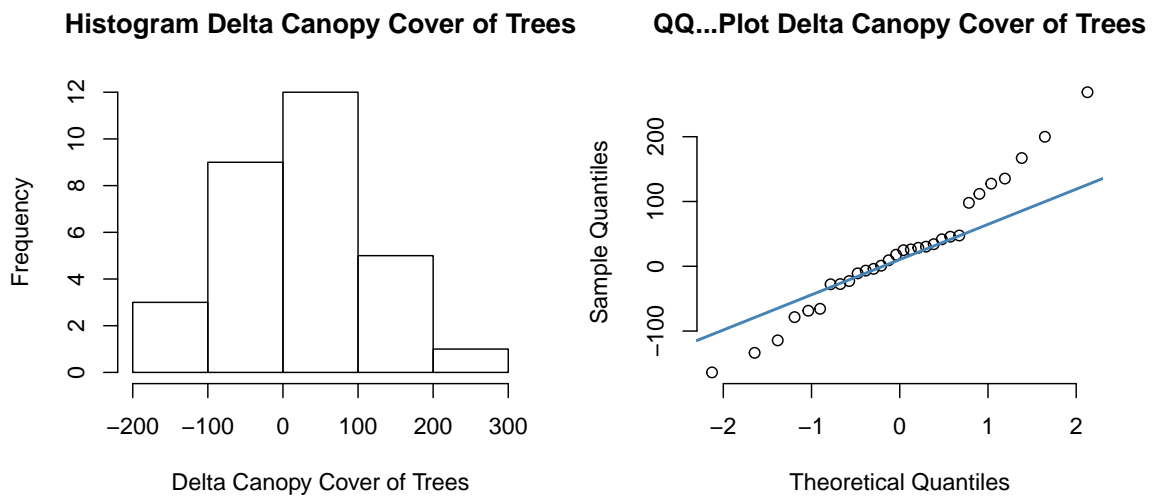 Histogram Delta Canopy Cover of Trees
Frequency
12
10
8
6
4
2
0
−200 −100 0 100 200 300
Delta Canopy Cover of Trees
QQ...Plot Delta Canopy Cover of Trees
Sample Quantiles
200
100
0
−100
−2 −1 0 1 2
Theoretical Quantiles